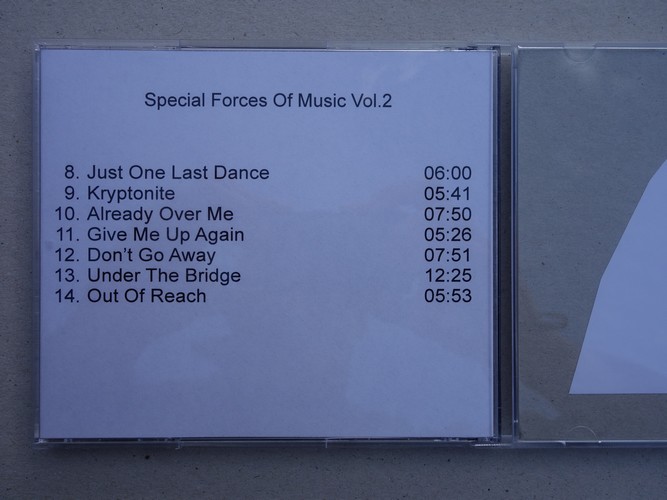 Special Forces Of Music Vol.2
8. Just One Last Dance 06:00
9. Kryptonite 05:41
10. Already Over Me 07:50
11. Give Me Up Again 05:26
12. Don't Go Away 07:51
13. Under The Bridge 12:25
14. Out Of Reach 05:53